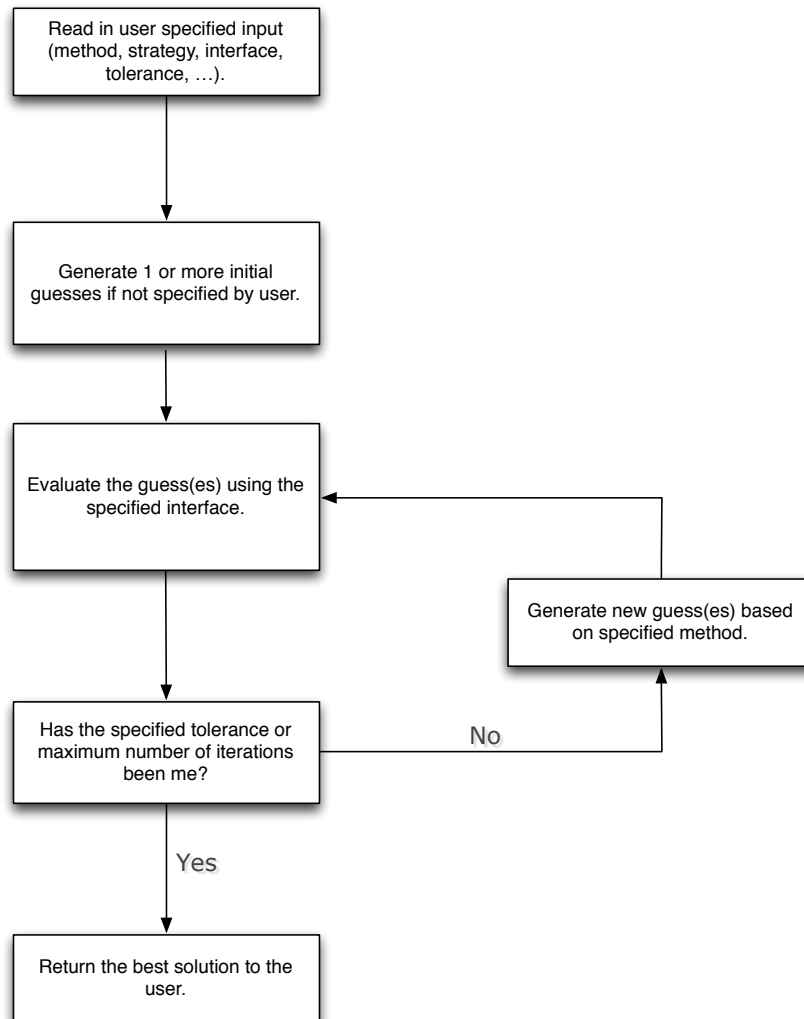 Read in user specified input
(method, strategy, interface,
tolerance, …).
Generate 1 or more initial
guesses if not specified by user.
Evaluate the guess(es) using the
specified interface.
Generate new guess(es) based
on specified method.
Has the specified tolerance or
maximum number of iterations
been me?
No
Yes
Return the best solution to the
user.